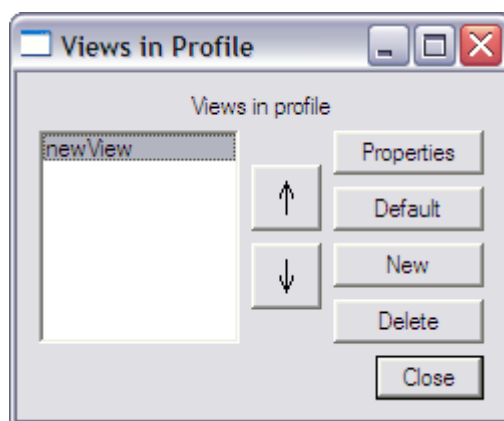 Views in Profile
Views in profile
newView
Properties
Default
New
Delete
Close